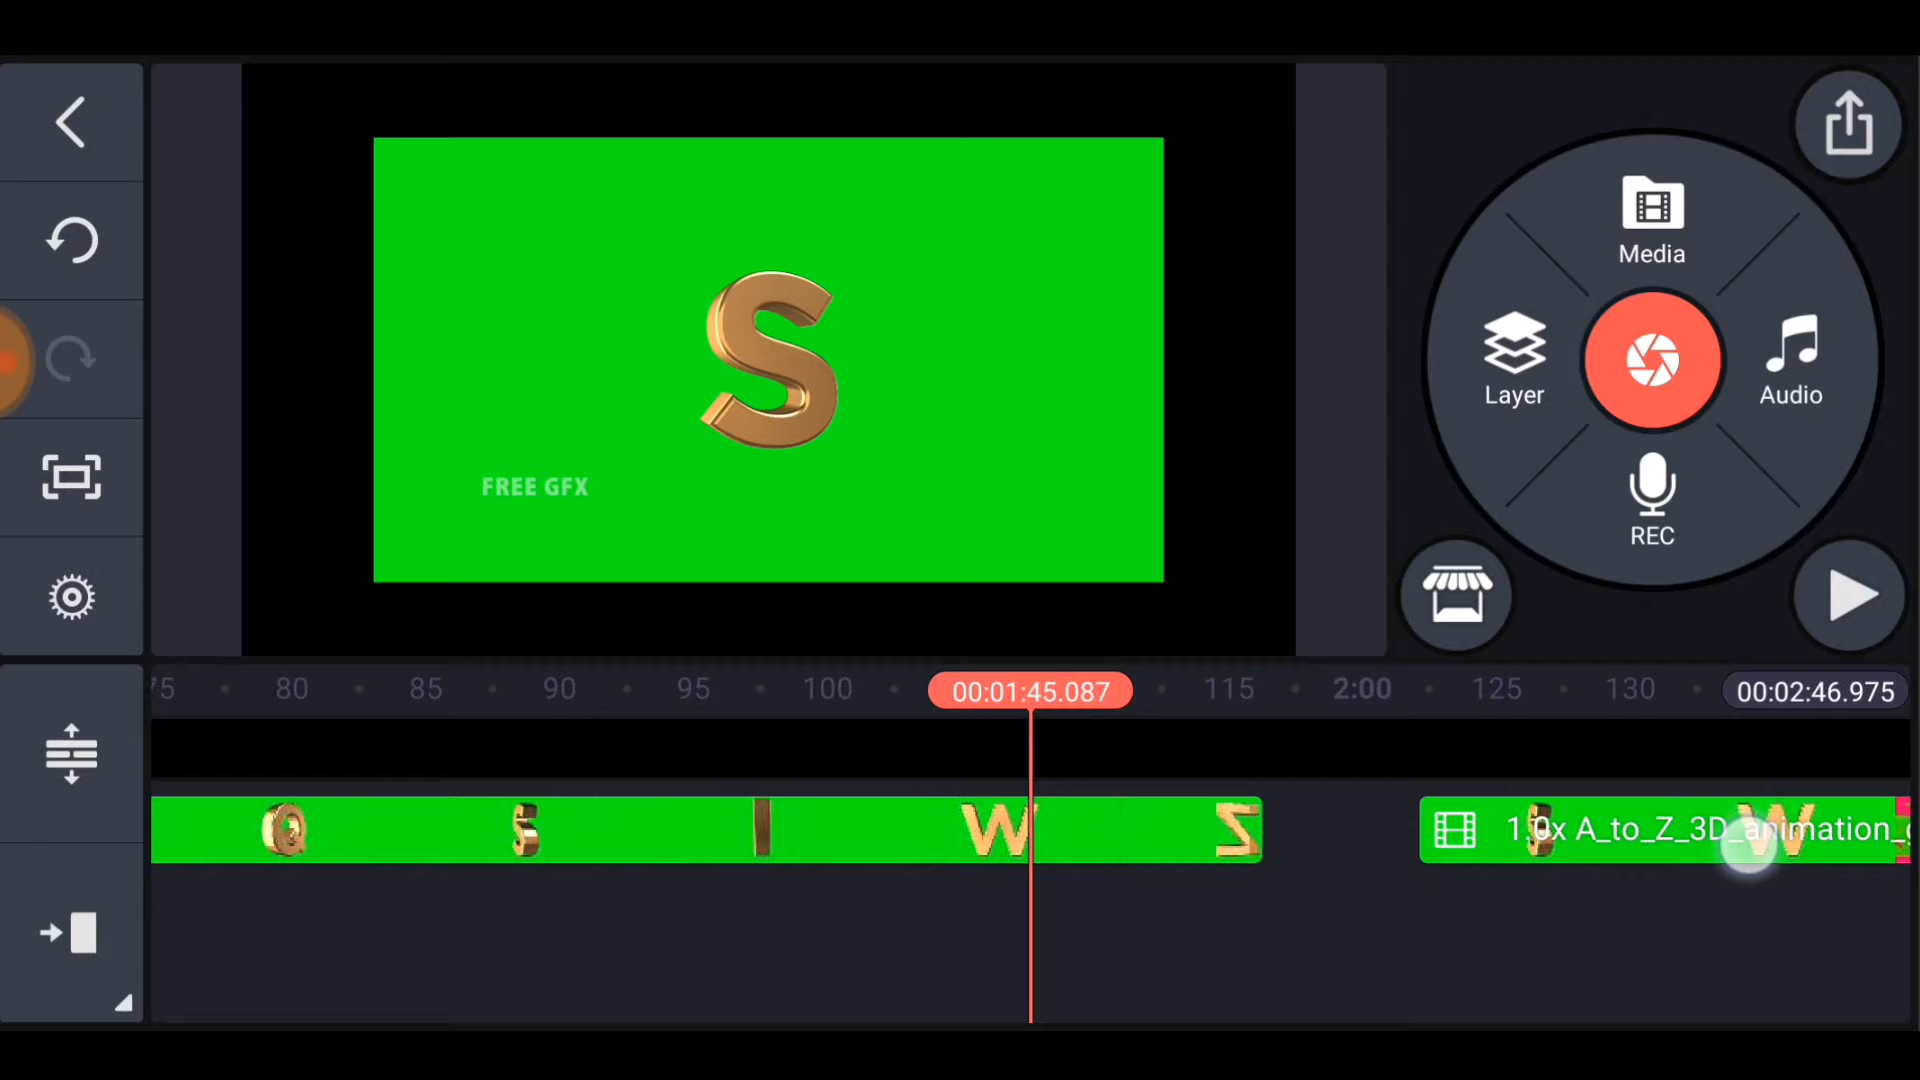 S
FREE GFX
Media
Layer
Audio
REC
75 80 85 90 95 100 00:01:45.087 115 2:00 125 130 00:02:46.975
Q S I W Z 1.0x A_to_Z_3D_animation_g S W